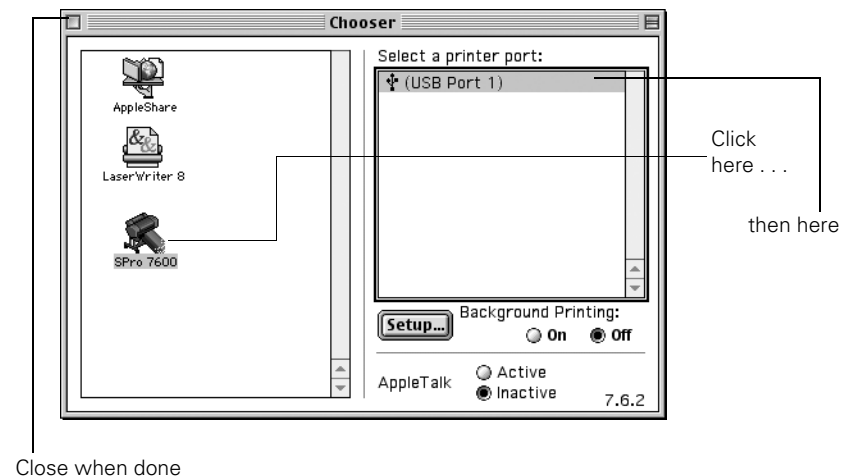 Chooser
Select a printer port:
(USB Port 1)
AppleShare
LaserWriter 8
SPro 7600
Click
here . . .
then here
Setup...
Background Printing:
On Off
AppleTalk
Active
Inactive
7.6.2
Close when done